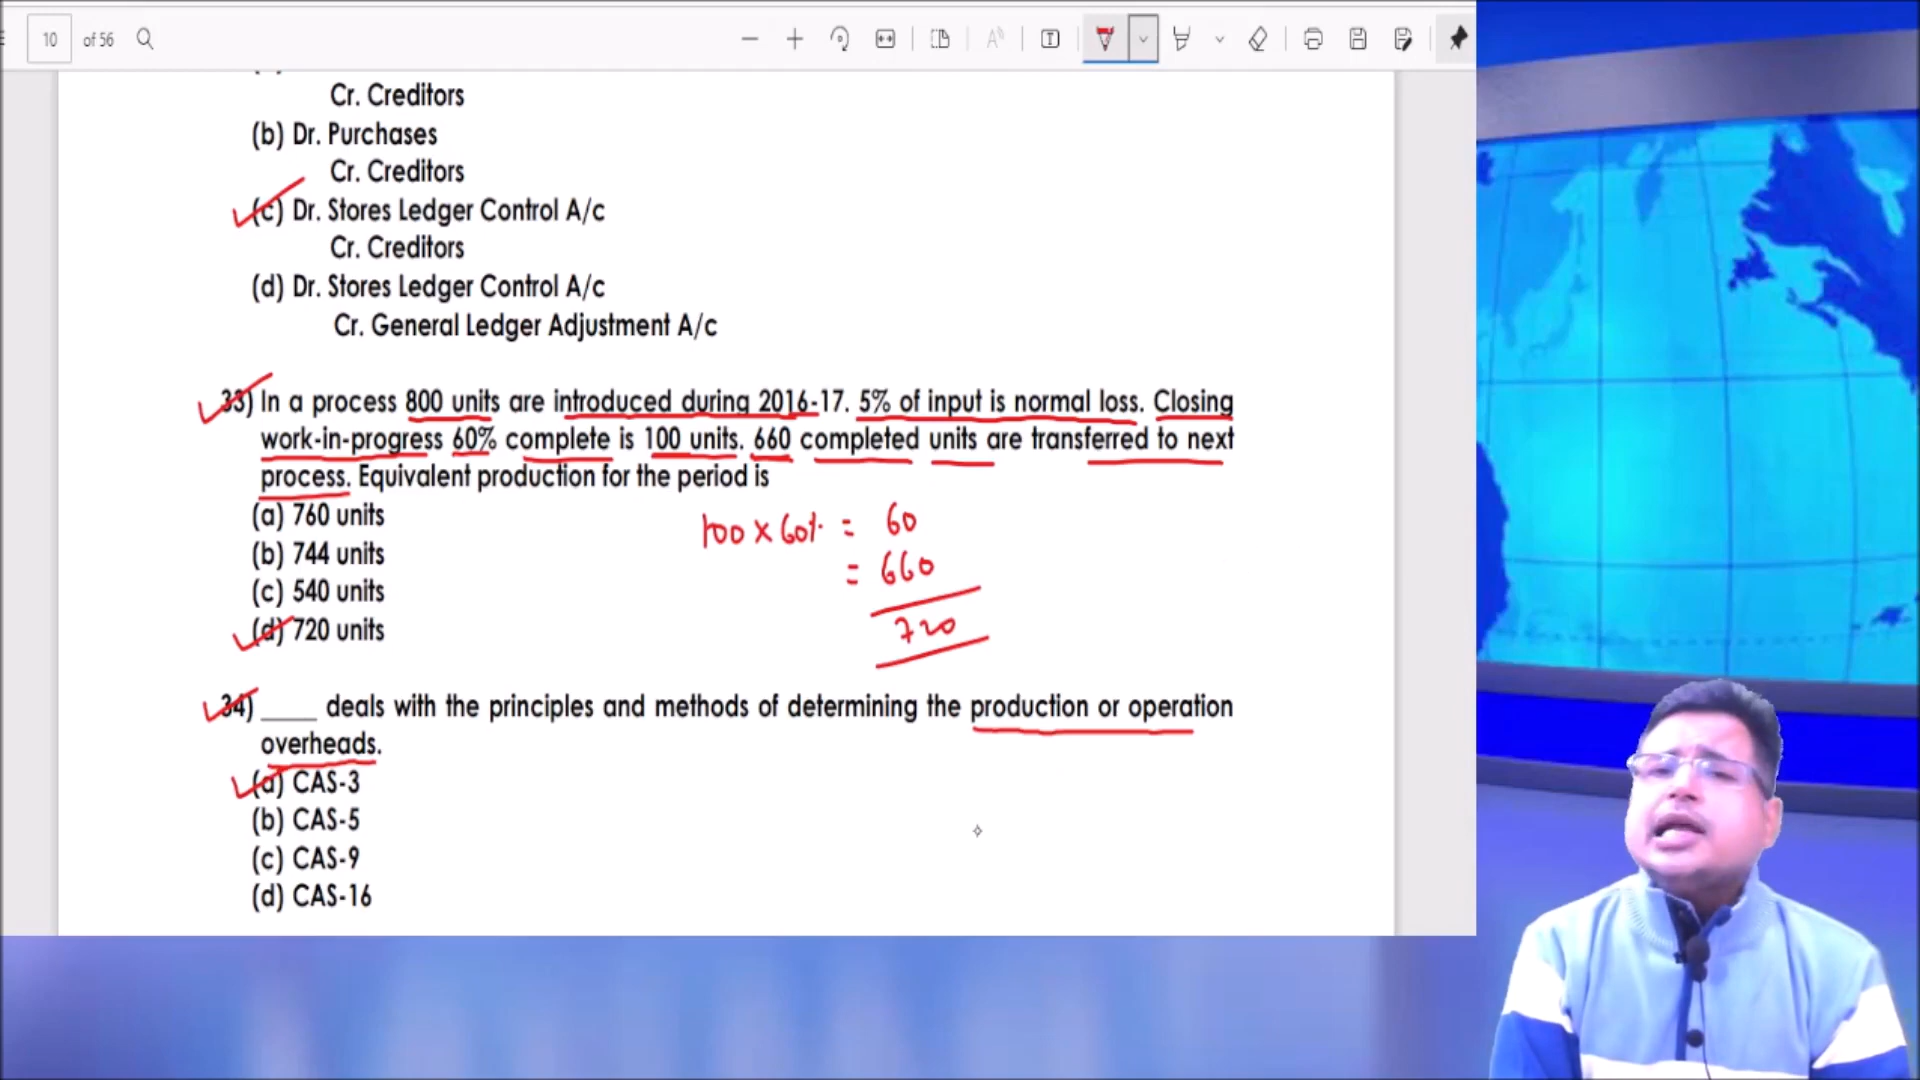 10 of 56
Cr. Creditors
(b) Dr. Purchases
Cr. Creditors
(c) Dr. Stores Ledger Control A/c
Cr. Creditors
(d) Dr. Stores Ledger Control A/c
Cr. General Ledger Adjustment A/c
33) In a process 800 units are introduced during 2016-17. 5% of input is normal loss. Closing
work-in-progress 60% complete is 100 units. 660 completed units are transferred to next
process. Equivalent production for the period is
(a) 760 units
(b) 744 units
(c) 540 units
(d) 720 units
100 x 60% = 60
= 660
720
34) ____ deals with the principles and methods of determining the production or operation
overheads.
(a) CAS-3
(b) CAS-5
(c) CAS-9
(d) CAS-16